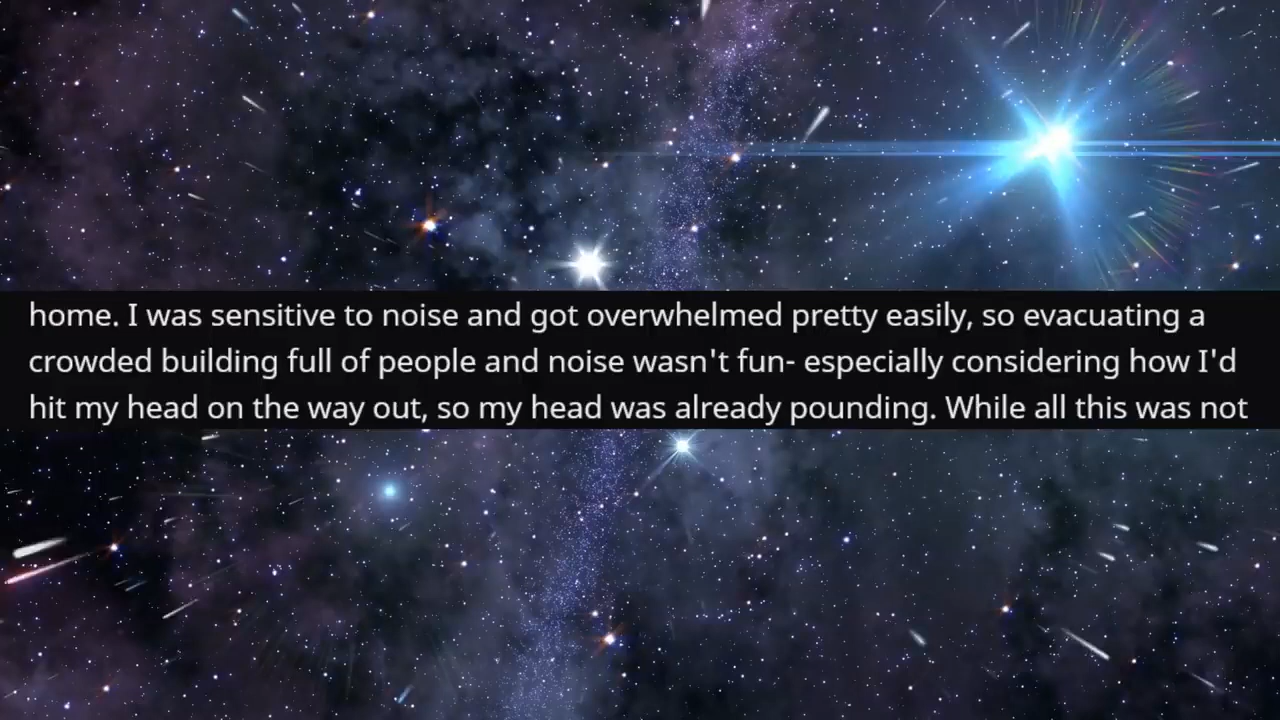 home. I was sensitive to noise and got overwhelmed pretty easily, so evacuating a
crowded building full of people and noise wasn't fun- especially considering how I'd
hit my head on the way out, so my head was already pounding. While all this was not